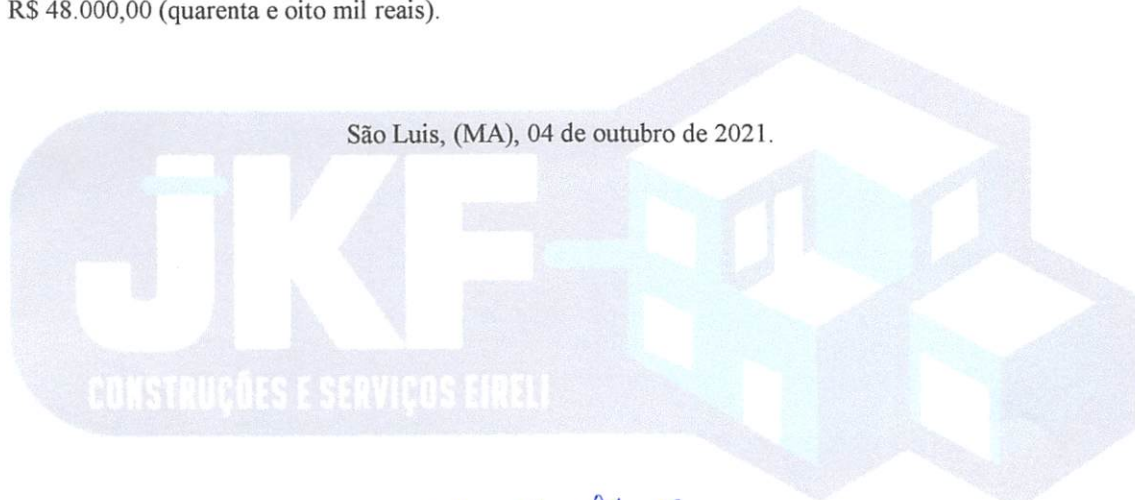 R$ 48.000,00 (quarenta e oito mil reais).
São Luis, (MA), 04 de outubro de 2021.
JKF
CONSTRUÇÕES E SERVIÇOS EIRELI